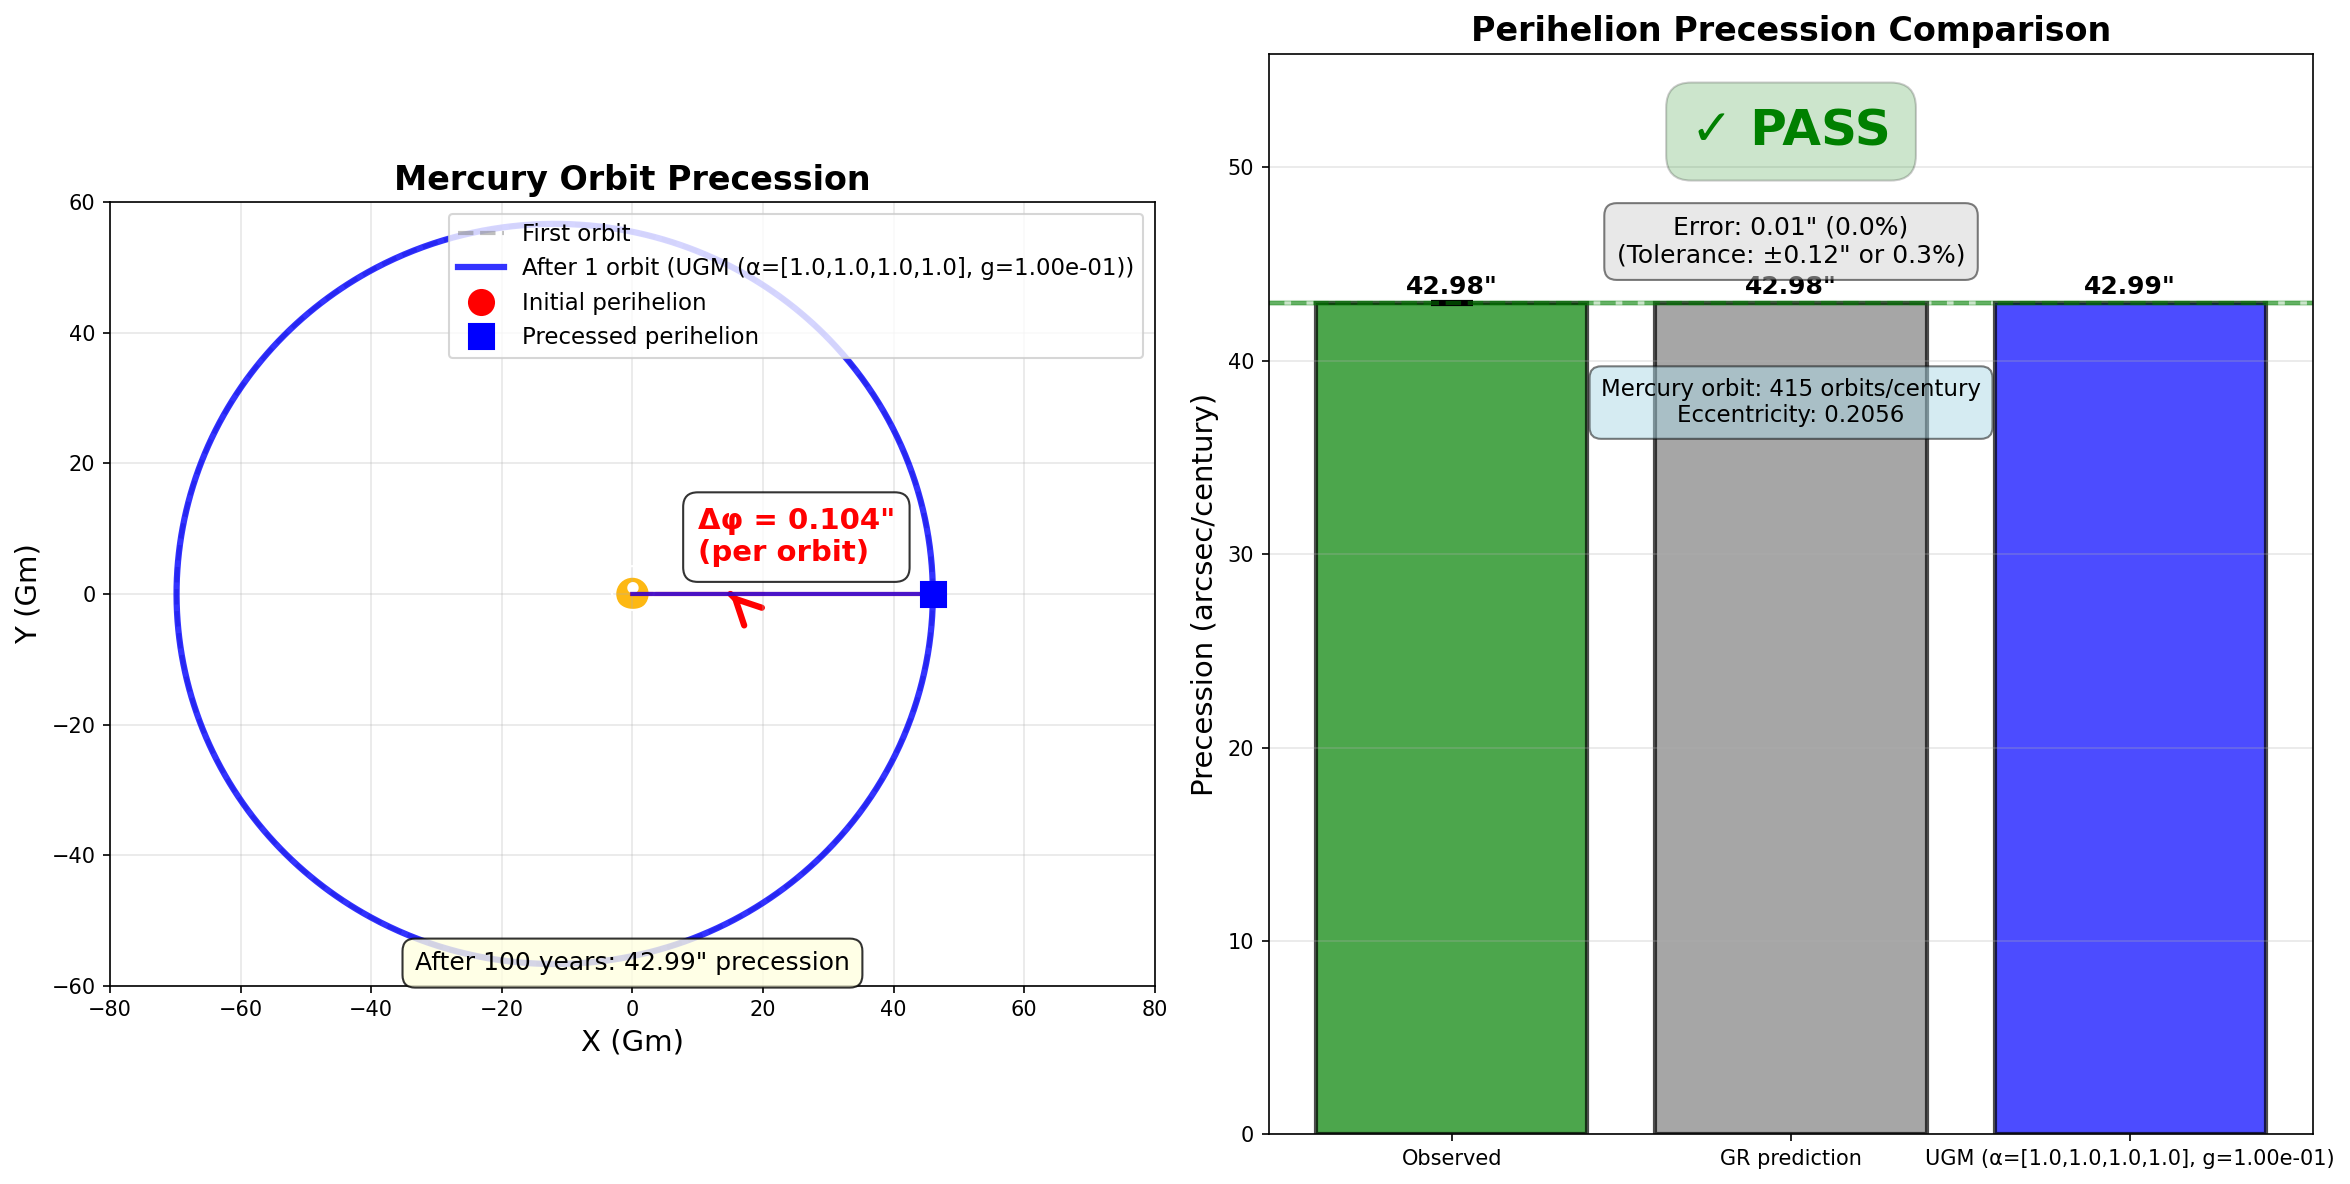 Mercury Orbit Precession
First orbit
After 1 orbit (UGM (α=[1.0,1.0,1.0,1.0], g=1.00e-01))
Initial perihelion
Precessed perihelion
Δφ = 0.104"
(per orbit)
After 100 years: 42.99" precession
60
40
20
0
−20
−40
−60
−80
−60
−40
−20
0
20
40
60
80
X (Gm)
Y (Gm)
Perihelion Precession Comparison
✓ PASS
Error: 0.01" (0.0%)
(Tolerance: ±0.12" or 0.3%)
42.98"
42.98"
42.99"
Mercury orbit: 415 orbits/century
Eccentricity: 0.2056
50
40
30
20
10
0
Precession (arcsec/century)
Observed
GR prediction
UGM (α=[1.0,1.0,1.0,1.0], g=1.00e-01)